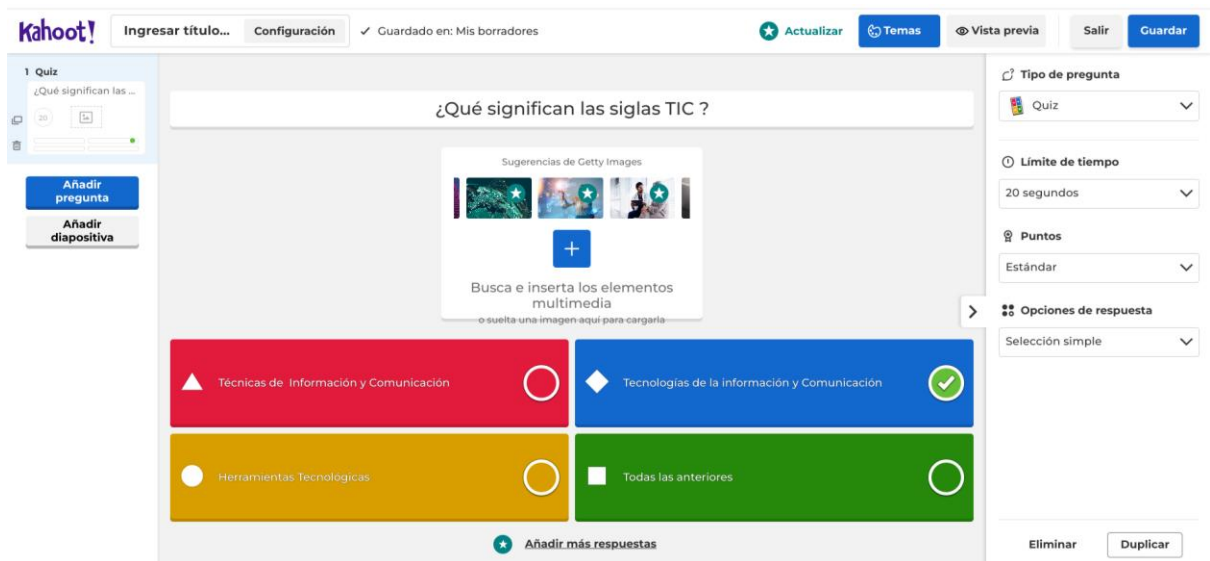 Kahoot!
Ingresar título...
Configuración
Guardado en: Mis borradores
Actualizar
Temas
Vista previa
Salir
Guardar
1 Quiz
¿Qué significan las ...
20
Añadir
pregunta
Añadir
diapositiva
¿Qué significan las siglas TIC ?
Sugerencias de Getty Images
Busca e inserta los elementos
multimedia
o suelta una imagen aquí para cargarla
Técnicas de Información y Comunicación
Tecnologías de la información y Comunicación
Herramientas Tecnológicas
Todas las anteriores
Añadir más respuestas
Tipo de pregunta
Quiz
Límite de tiempo
20 segundos
Puntos
Estándar
Opciones de respuesta
Selección simple
Eliminar
Duplicar